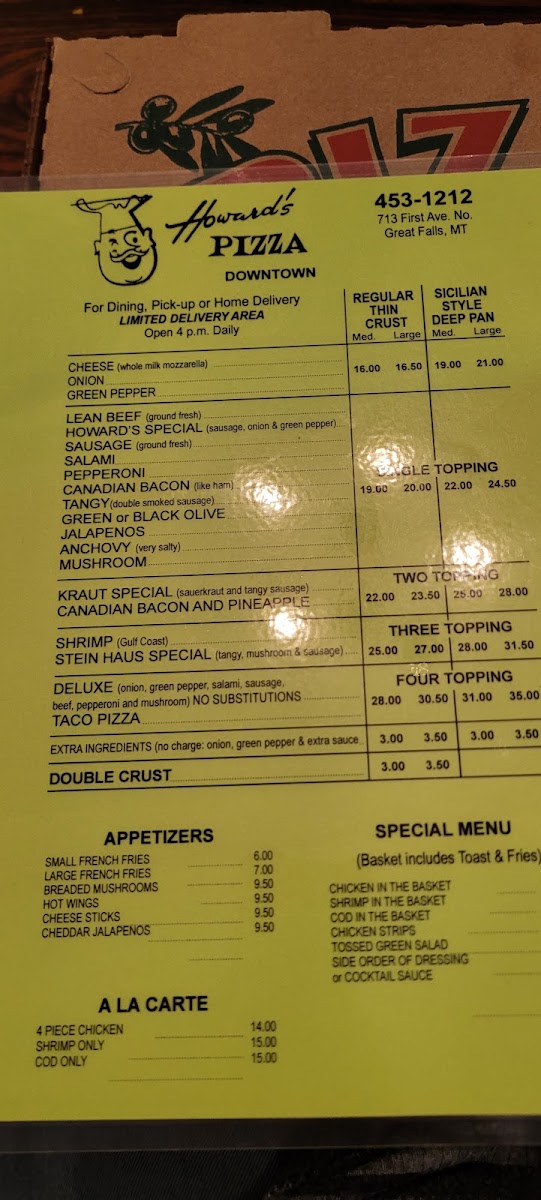 PIZ
Howard's
PIZZA
DOWNTOWN
453-1212
713 First Ave. No.
Great Falls, MT
For Dining, Pick-up or Home Delivery
LIMITED DELIVERY AREA
Open 4 p.m. Daily
REGULAR THIN CRUST
Med. Large
SICILIAN STYLE DEEP PAN
Med. Large
CHEESE (whole milk mozzarella)
ONION
GREEN PEPPER
16.00 16.50 19.00 21.00
LEAN BEEF (ground fresh)
HOWARD'S SPECIAL (sausage, onion & green pepper)
SAUSAGE (ground fresh)
SALAMI
PEPPERONI
CANADIAN BACON (like ham)
TANGY (double smoked sausage)
GREEN or BLACK OLIVE
JALAPENOS
ANCHOVY (very salty)
MUSHROOM
SINGLE TOPPING
19.00 20.00 22.00 24.50
KRAUT SPECIAL (sauerkraut and tangy sausage)
CANADIAN BACON AND PINEAPPLE
TWO TOPPING
22.00 23.50 25.00 28.00
SHRIMP (Gulf Coast)
STEIN HAUS SPECIAL (tangy, mushroom & sausage)
THREE TOPPING
25.00 27.00 28.00 31.50
DELUXE (onion, green pepper, salami, sausage,
beef, pepperoni and mushroom) NO SUBSTITUTIONS
TACO PIZZA
FOUR TOPPING
28.00 30.50 31.00 35.00
EXTRA INGREDIENTS (no charge: onion, green pepper & extra sauce 3.00 3.50 3.00 3.50
DOUBLE CRUST 3.00 3.50
APPETIZERS
SMALL FRENCH FRIES 6.00
LARGE FRENCH FRIES 7.00
BREADED MUSHROOMS 9.50
HOT WINGS 9.50
CHEESE STICKS 9.50
CHEDDAR JALAPENOS 9.50
A LA CARTE
4 PIECE CHICKEN 14.00
SHRIMP ONLY 15.00
COD ONLY 15.00
SPECIAL MENU
(Basket includes Toast & Fries)
CHICKEN IN THE BASKET
SHRIMP IN THE BASKET
COD IN THE BASKET
CHICKEN STRIPS
TOSSED GREEN SALAD
SIDE ORDER OF DRESSING
or COCKTAIL SAUCE